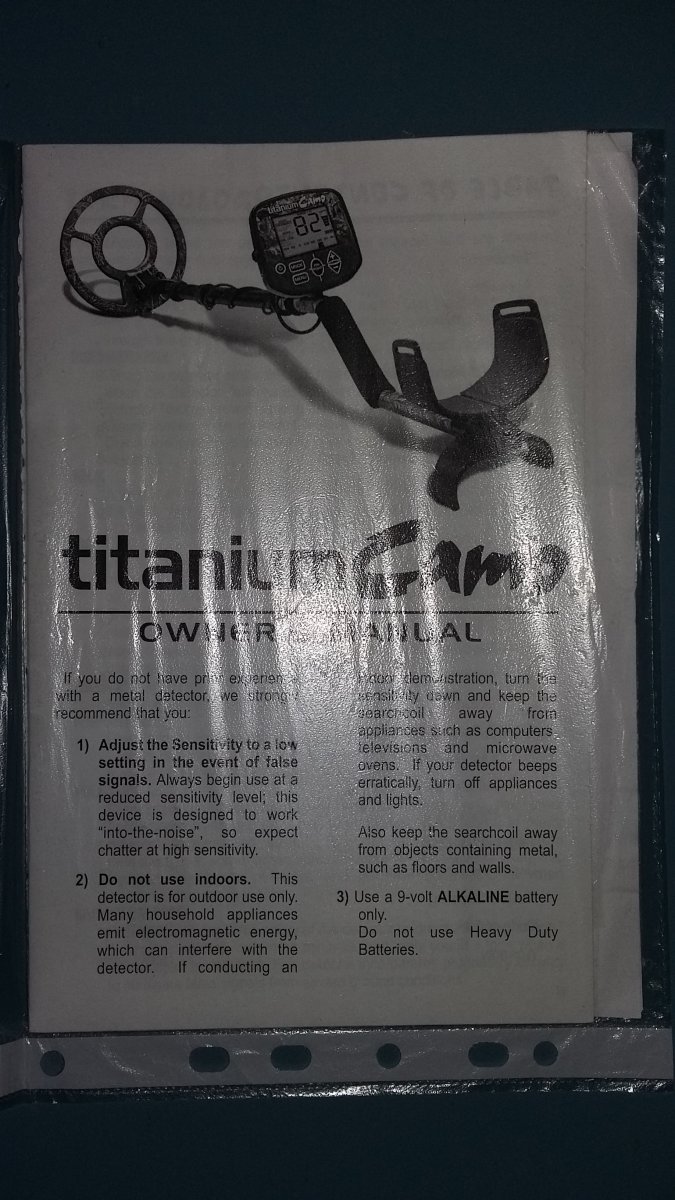 titanium Camo
82
MODE
MENU
titanium Camo
OWNER'S MANUAL
If you do not have prior experience
with a metal detector, we strongly
recommend that you:
1) Adjust the Sensitivity to a low
setting in the event of false
signals. Always begin use at a
reduced sensitivity level; this
device is designed to work
“into-the-noise”, so expect
chatter at high sensitivity.
2) Do not use indoors. This
detector is for outdoor use only.
Many household appliances
emit electromagnetic energy,
which can interfere with the
detector. If conducting an
indoor demonstration, turn the
sensitivity down and keep the
searchcoil away from
appliances such as computers,
televisions and microwave
ovens. If your detector beeps
erratically, turn off appliances
and lights.
Also keep the searchcoil away
from objects containing metal,
such as floors and walls.
3) Use a 9-volt ALKALINE battery
only.
Do not use Heavy Duty
Batteries.